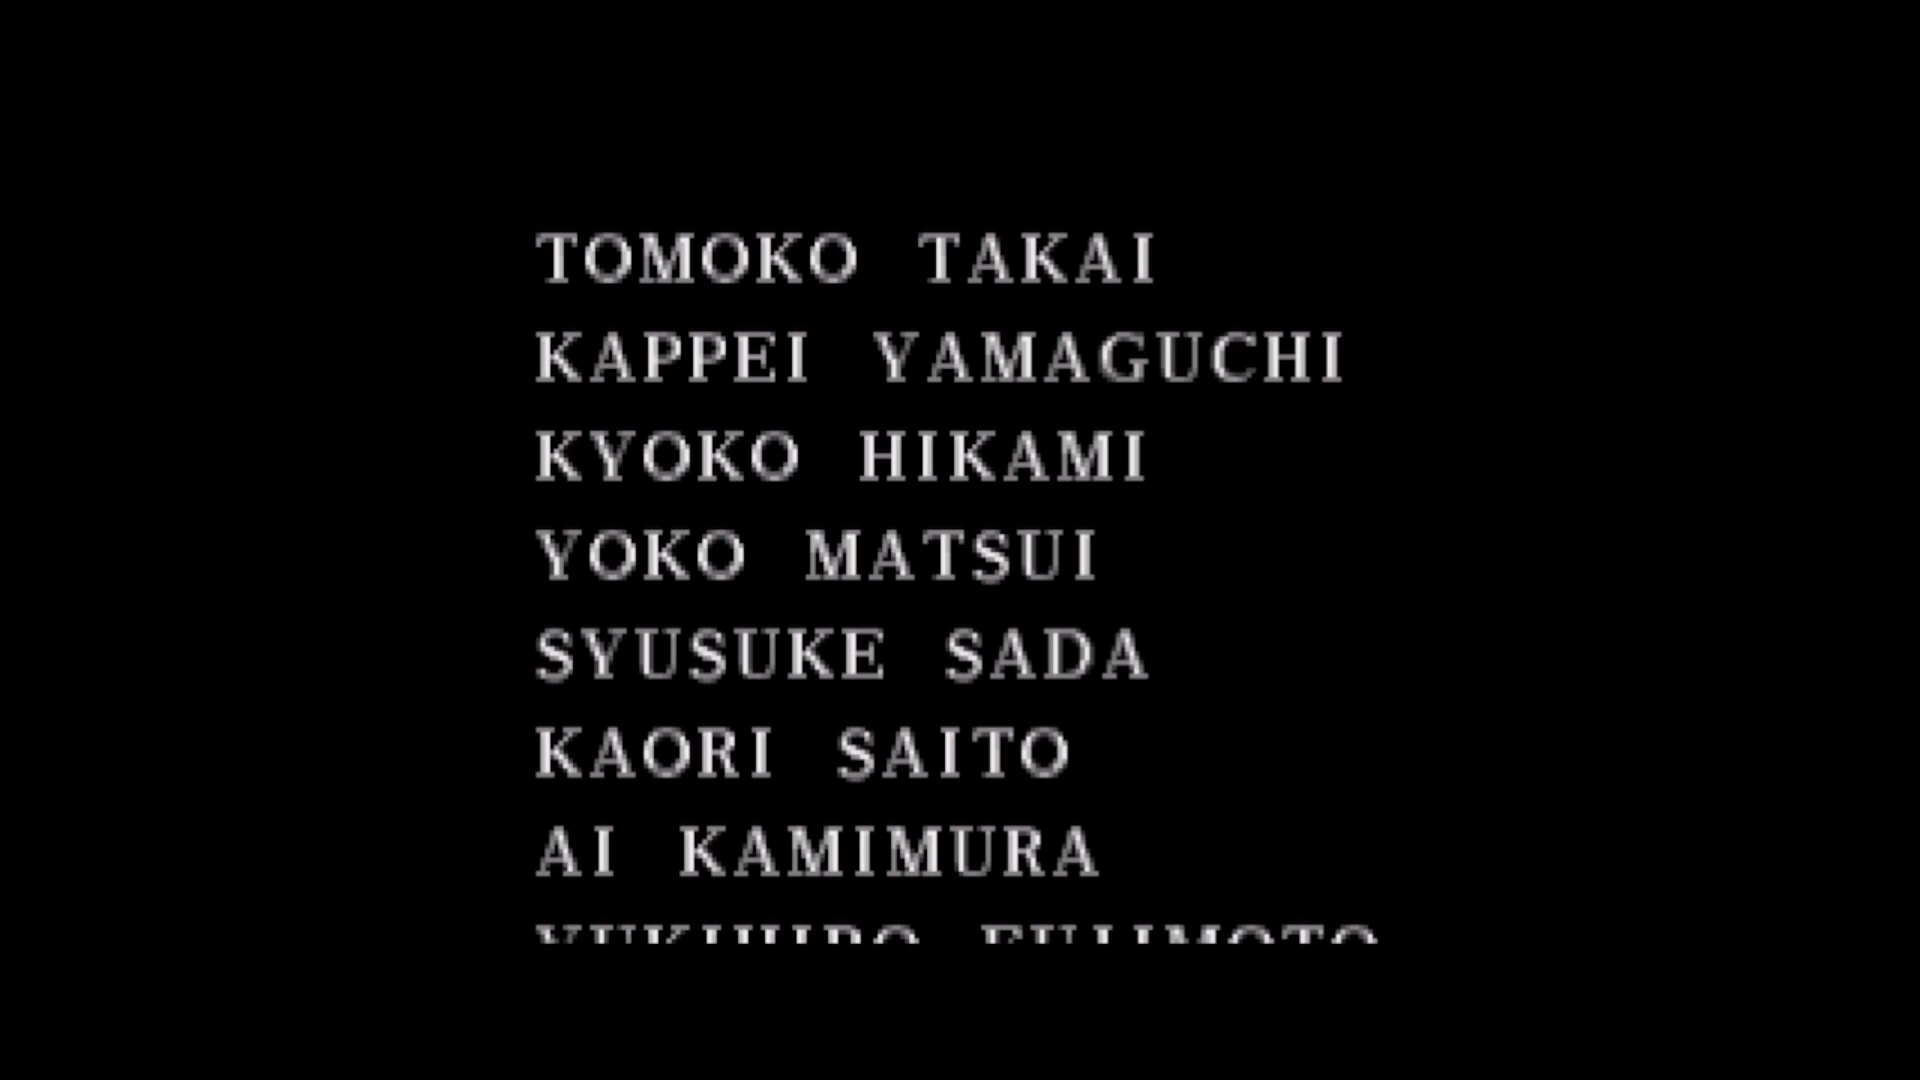 TOMOKO TAKAI
KAPPEI YAMAGUCHI
KYOKO HIKAMI
YOKO MATSUI
SYUSUKE SADA
KAORI SAITO
AI KAMIMURA